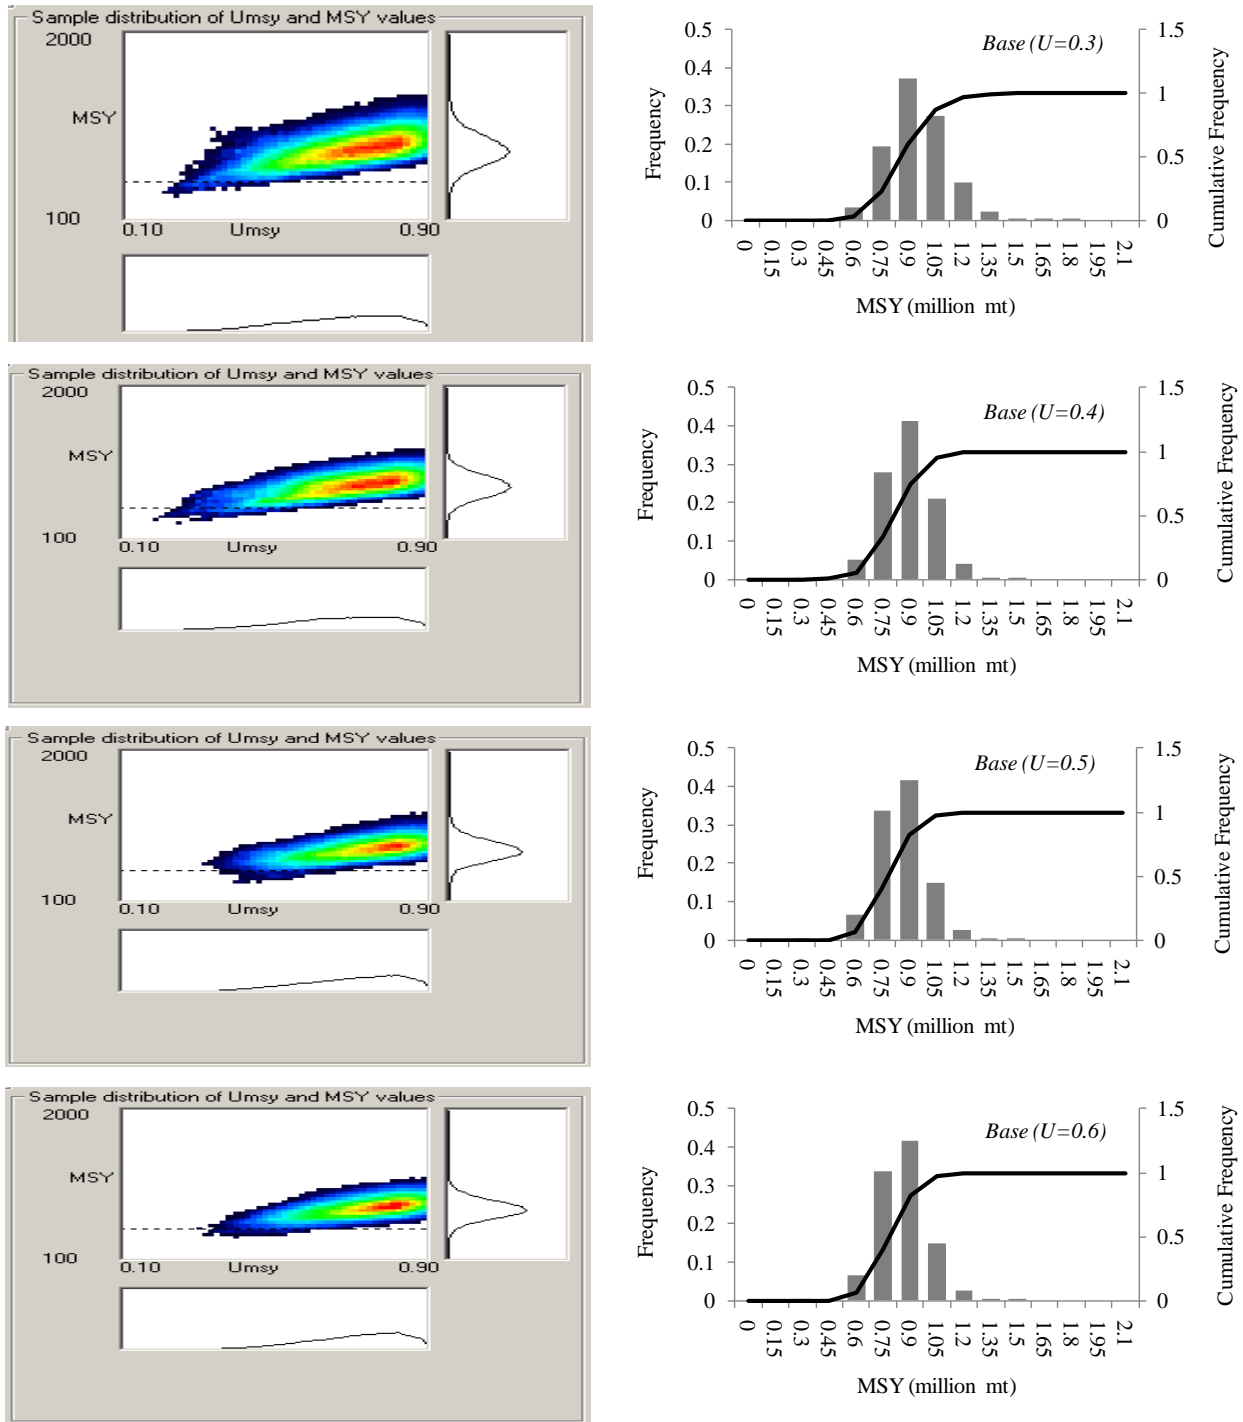 Sample distribution of Umsy and MSY values
2000
MSY
100
0.10 Umsy 0.90
0.5
0.4
0.3
0.2
0.1
0
Frequency
Base (U=0.3)
1.5
1
0.5
0
Cumulative Frequency
0 0.15 0.3 0.45 0.6 0.75 0.9 1.05 1.2 1.35 1.5 1.65 1.8 1.95 2.1
MSY (million mt)
Sample distribution of Umsy and MSY values
2000
MSY
100
0.10 Umsy 0.90
0.5
0.4
0.3
0.2
0.1
0
Frequency
Base (U=0.4)
1.5
1
0.5
0
Cumulative Frequency
0 0.15 0.3 0.45 0.6 0.75 0.9 1.05 1.2 1.35 1.5 1.65 1.8 1.95 2.1
MSY (million mt)
Sample distribution of Umsy and MSY values
2000
MSY
100
0.10 Umsy 0.90
0.5
0.4
0.3
0.2
0.1
0
Frequency
Base (U=0.5)
1.5
1
0.5
0
Cumulative Frequency
0 0.15 0.3 0.45 0.6 0.75 0.9 1.05 1.2 1.35 1.5 1.65 1.8 1.95 2.1
MSY (million mt)
Sample distribution of Umsy and MSY values
2000
MSY
100
0.10 Umsy 0.90
0.5
0.4
0.3
0.2
0.1
0
Frequency
Base (U=0.6)
1.5
1
0.5
0
Cumulative Frequency
0 0.15 0.3 0.45 0.6 0.75 0.9 1.05 1.2 1.35 1.5 1.65 1.8 1.95 2.1
MSY (million mt)